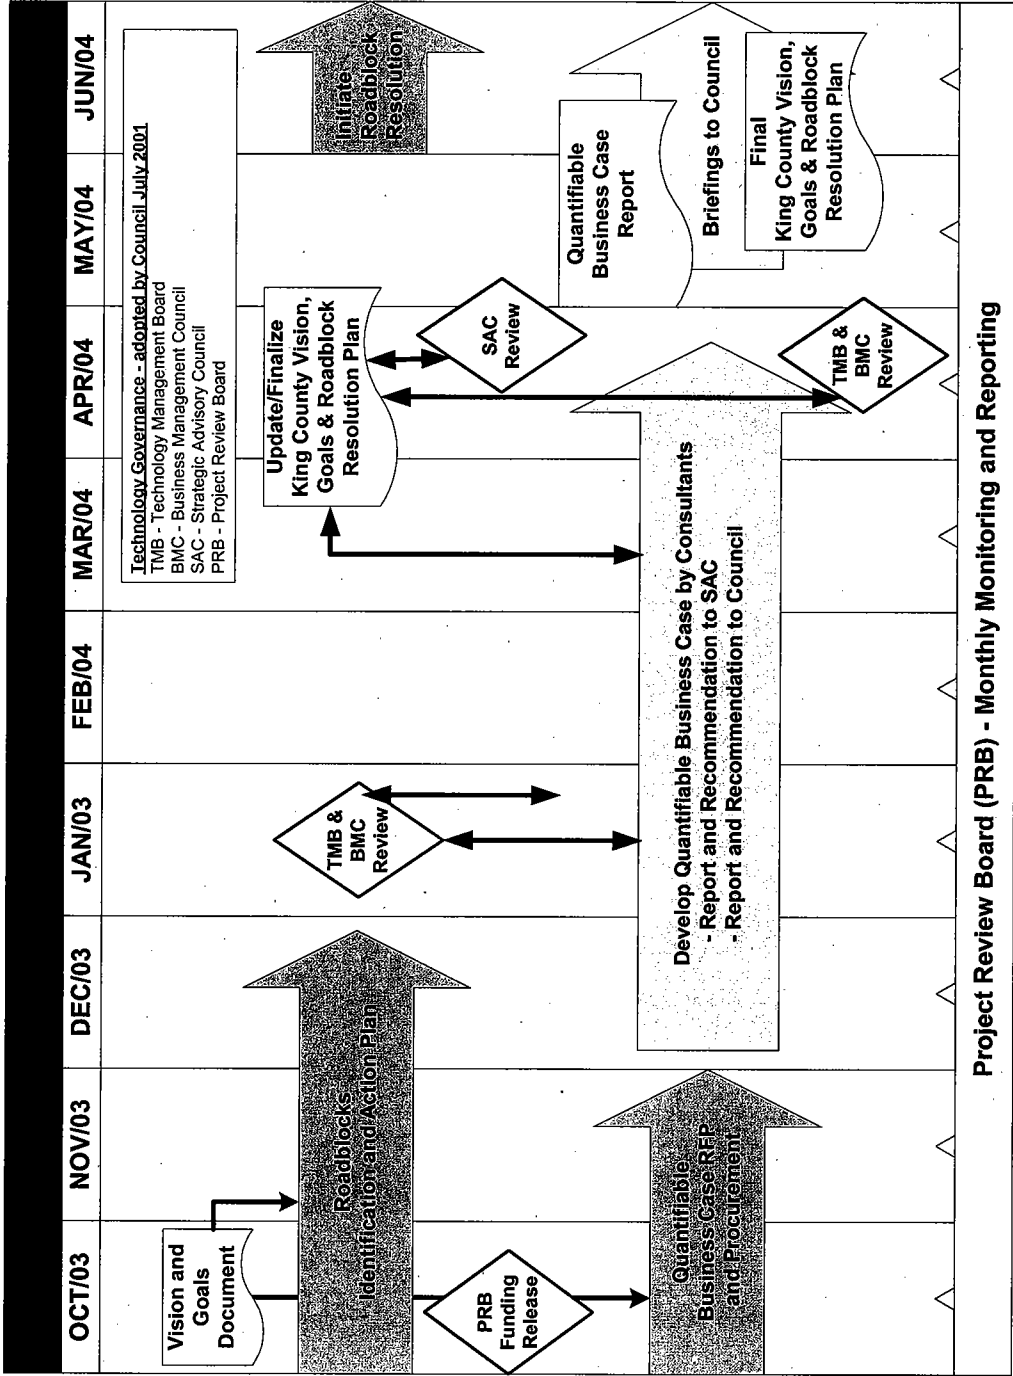 OCT/03
NOV/03
DEC/03
JAN/03
FEB/04
MAR/04
APR/04
MAY/04
JUN/04
Technology Governance - adopted by Council July 2001
TMB - Technology Management Board
BMC - Business Management Council
SAC - Strategic Advisory Council
PRB - Project Review Board
Vision and
Goals
Document
Roadblocks
Identification and Action Plan
PRB
Funding
Release
Quantifiable
Business Case RFP
and Procurement
TMB &
BMC
Review
Develop Quantifiable Business Case by Consultants
- Report and Recommendation to SAC
- Report and Recommendation to Council
Update/Finalize
King County Vision,
Goals & Roadblock
Resolution Plan
SAC
Review
TMB &
BMC
Review
Initiate
Roadblock
Resolution
Quantifiable
Business Case
Report
Briefings to Council
Final
King County Vision,
Goals & Roadblock
Resolution Plan
Project Review Board (PRB) - Monthly Monitoring and Reporting